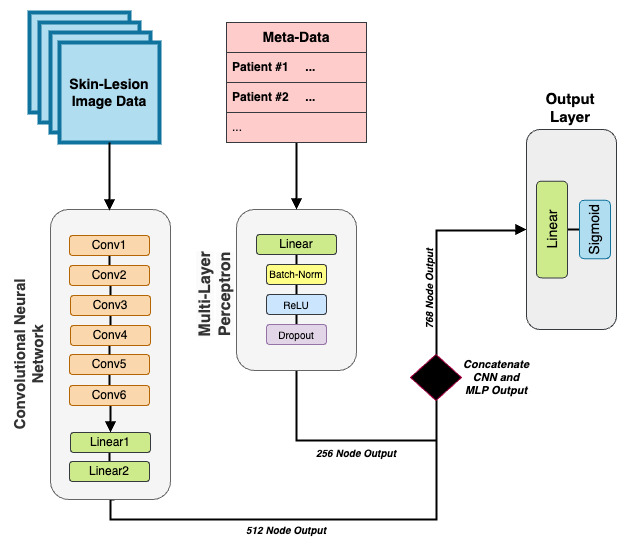 Skin-Lesion
Image Data
Meta-Data
Patient #1 ...
Patient #2 ...
...
Convolutional Neural
Network
Conv1
Conv2
Conv3
Conv4
Conv5
Conv6
Linear1
Linear2
Multi-Layer
Perceptron
Linear
Batch-Norm
ReLU
Dropout
256 Node Output
512 Node Output
768 Node Output
Concatenate
CNN and
MLP Output
Output
Layer
Linear
Sigmoid